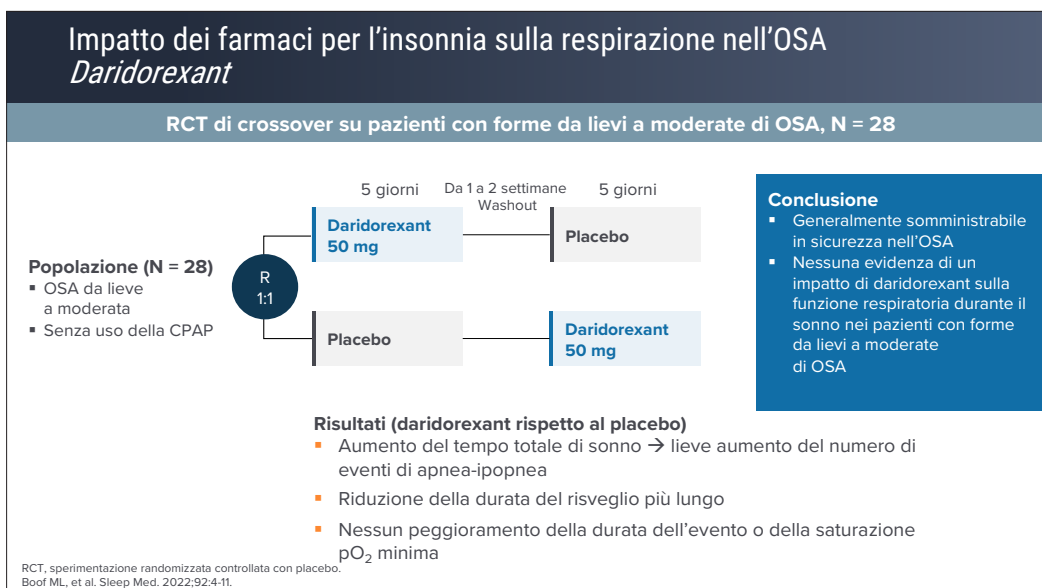 Impatto dei farmaci per l'insonnia sulla respirazione nell'OSA
Daridorexant
RCT di crossover su pazienti con forme da lievi a moderate di OSA, N = 28
Popolazione (N = 28)
▪ OSA da lieve
a moderata
▪ Senza uso della CPAP
R
1:1
5 giorni
Da 1 a 2 settimane
Washout
5 giorni
Daridorexant
50 mg
Placebo
Placebo
Daridorexant
50 mg
Conclusione
▪ Generalmente somministrabile
in sicurezza nell'OSA
▪ Nessuna evidenza di un
impatto di daridorexant sulla
funzione respiratoria durante il
sonno nei pazienti con forme
da lievi a moderate
di OSA
Risultati (daridorexant rispetto al placebo)
▪ Aumento del tempo totale di sonno → lieve aumento del numero di
eventi di apnea-ipopnea
▪ Riduzione della durata del risveglio più lungo
▪ Nessun peggioramento della durata dell'evento o della saturazione
pO₂ minima
RCT, sperimentazione randomizzata controllata con placebo.
Boof ML, et al. Sleep Med. 2022;92:4-11.